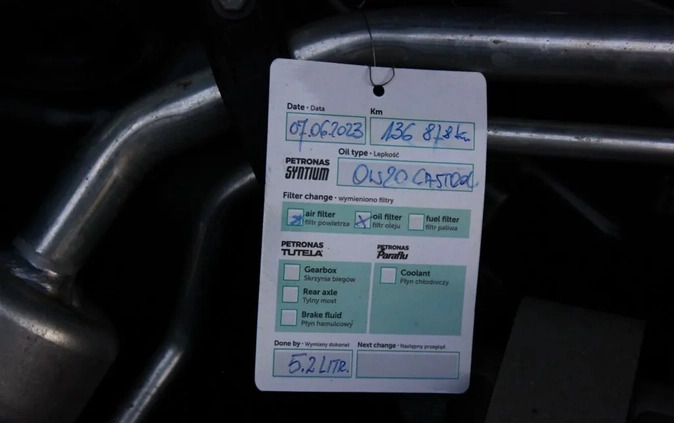 Date • Data
Km
07.06.2023
136 878 km.
PETRONAS SYNTIUM
Oil type • Lepkość
0W20 CASTROL
Filter change • wymieniono filtry
air filter
filtr powietrza
oil filter
filtr oleju
fuel filter
filtr paliwa
PETRONAS TUTELA
PETRONAS Paraflu
Gearbox
Skrzynia biegów
Coolant
Płyn chłodniczy
Rear axle
Tylny most
Brake fluid
Płyn hamulcowy
Done by • Wymiany dokonał
Next change • Następny przegląd
5.2 LITR.